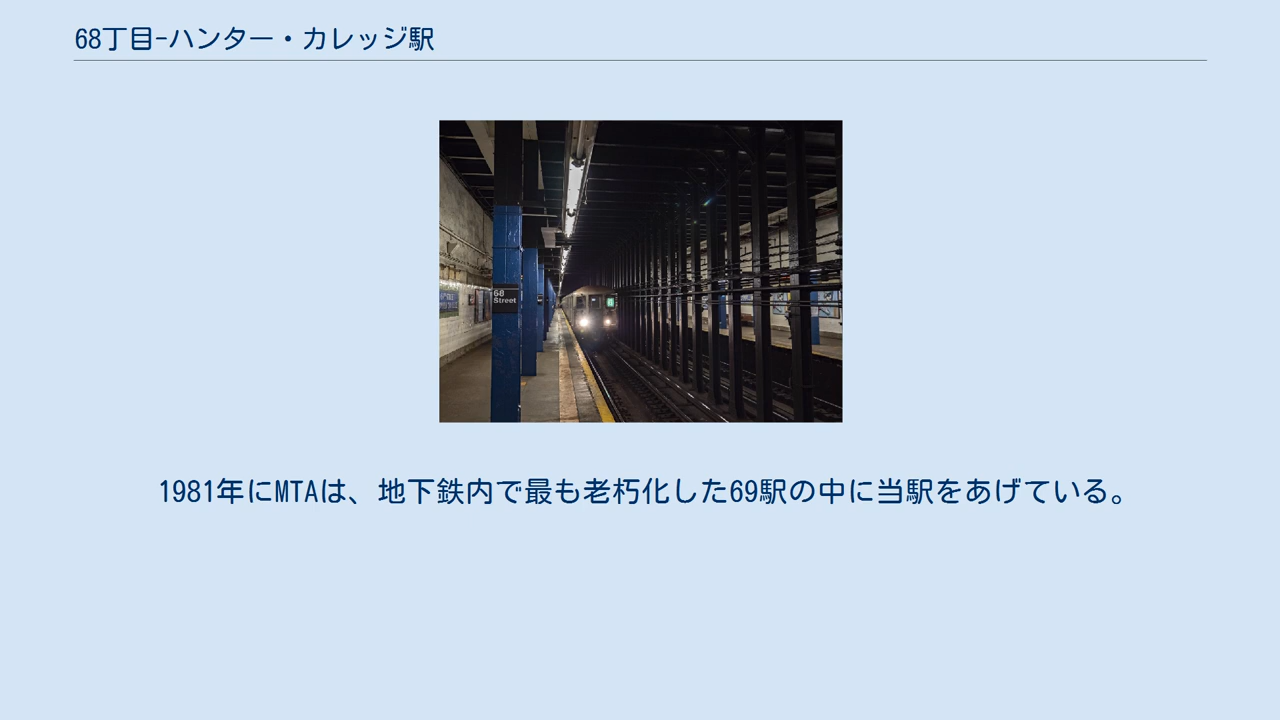 68丁目-ハンター・カレッジ駅
68
Street
1981年にMTAは、地下鉄内で最も老朽化した69駅の中に当駅をあげている。